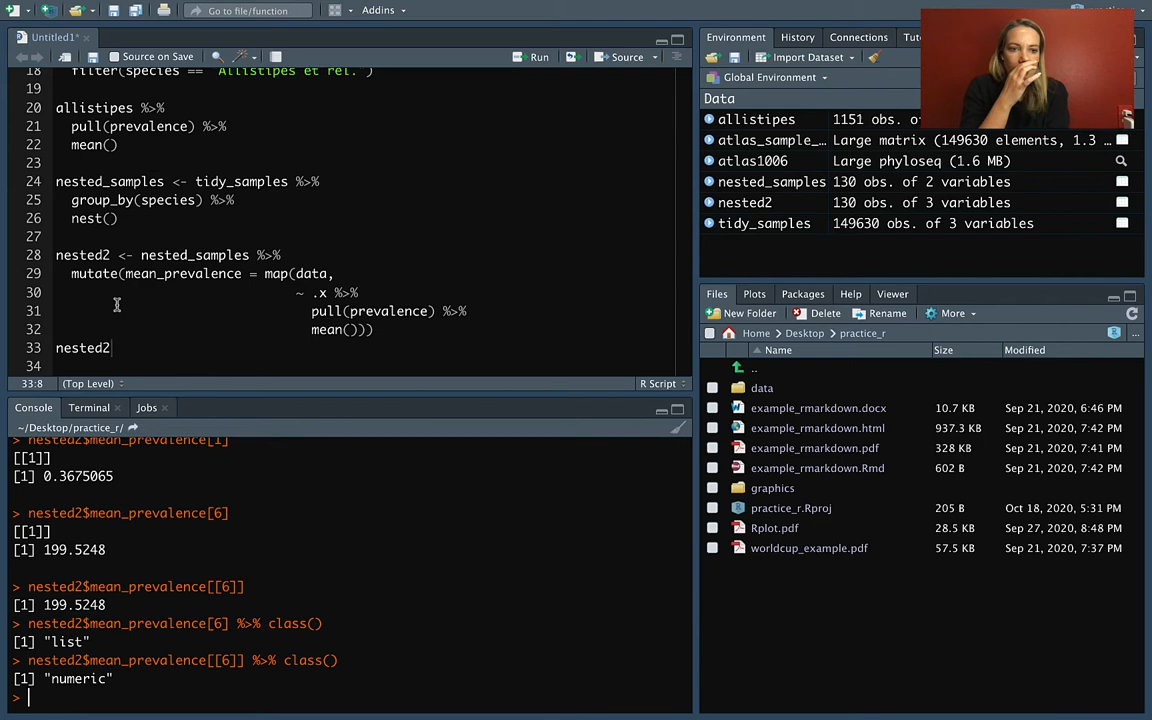 Go to file/function
Addins
Untitled1*
Source on Save
Run
Source
18
filter(species == "Allistipes et rel.")
19
20 allistipes %>%
21 pull(prevalence) %>%
22 mean()
23
24 nested_samples <- tidy_samples %>%
25 group_by(species) %>%
26 nest()
27
28 nested2 <- nested_samples %>%
29 mutate(mean_prevalence = map(data,
30 ~ .x %>%
31 pull(prevalence) %>%
32 mean()))
33 nested2
34
33:8 (Top Level) R Script
Console Terminal Jobs
~/Desktop/practice_r/
> nested2$mean_prevalence[1]
[[1]]
[1] 0.3675065
> nested2$mean_prevalence[6]
[[1]]
[1] 199.5248
> nested2$mean_prevalence[[6]]
[1] 199.5248
> nested2$mean_prevalence[6] %>% class()
[1] "list"
> nested2$mean_prevalence[[6]] %>% class()
[1] "numeric"
>
Environment History Connections Tu
Import Dataset
Global Environment
Data
allistipes 1151 obs. of
atlas_sample_… Large matrix (149630 elements, 1.3 …
atlas1006 Large phyloseq (1.6 MB)
nested_samples 130 obs. of 2 variables
nested2 130 obs. of 3 variables
tidy_samples 149630 obs. of 3 variables
Files Plots Packages Help Viewer
New Folder Delete Rename More
Home Desktop practice_r ...
Name Size Modified
..
data
example_rmarkdown.docx 10.7 KB Sep 21, 2020, 6:46 PM
example_rmarkdown.html 937.3 KB Sep 21, 2020, 7:42 PM
example_rmarkdown.pdf 328 KB Sep 21, 2020, 7:41 PM
example_rmarkdown.Rmd 602 B Sep 21, 2020, 7:42 PM
graphics
practice_r.Rproj 205 B Oct 18, 2020, 5:31 PM
Rplot.pdf 28.5 KB Sep 27, 2020, 8:48 PM
worldcup_example.pdf 57.5 KB Sep 21, 2020, 7:37 PM